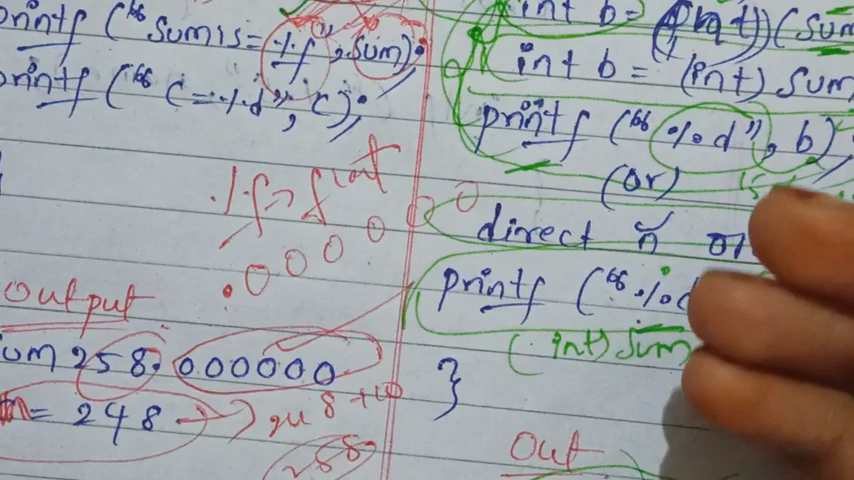 printf ("Sum is = %f", Sum);
printf ("C = %d", C);
%f → float
.000000
Output
Sum 258.000000
= 248 →
int b = (int) (Sum
int b = (int) Sum
printf ("%d", b)
(or)
direct
printf ("%d
(int) Sum
}
Out